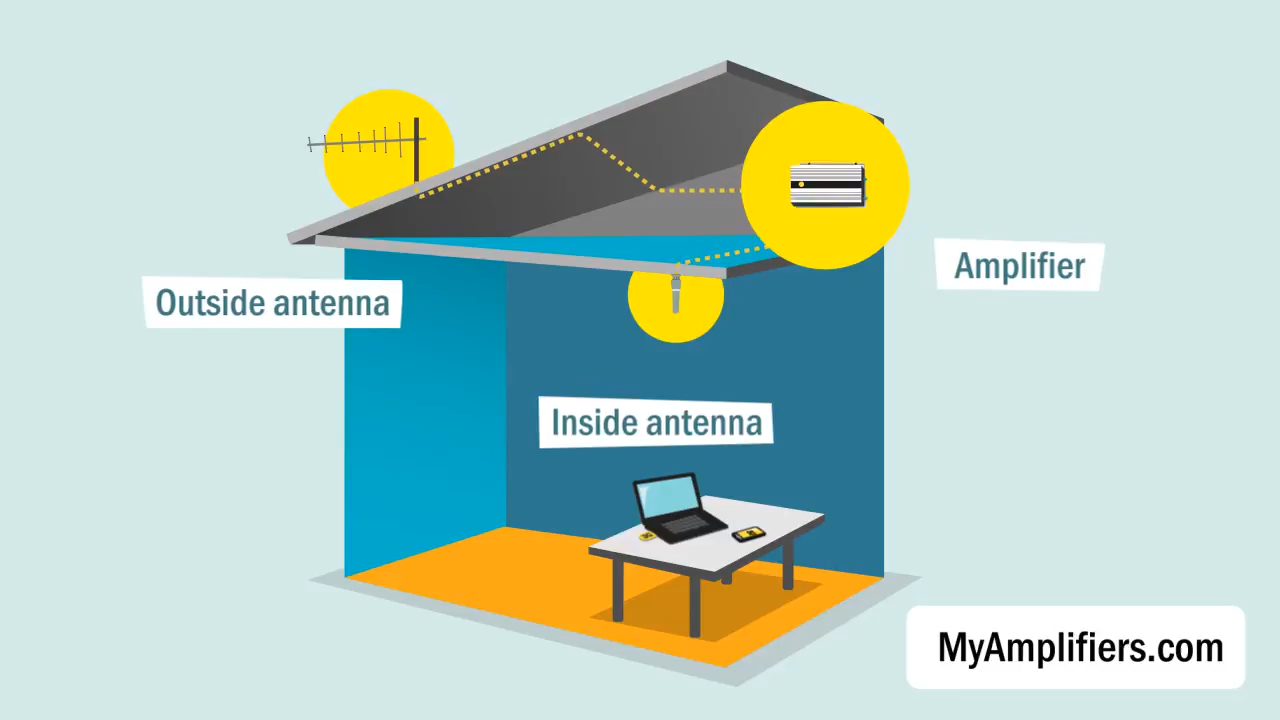 Amplifier
Outside antenna
Inside antenna
MyAmplifiers.com